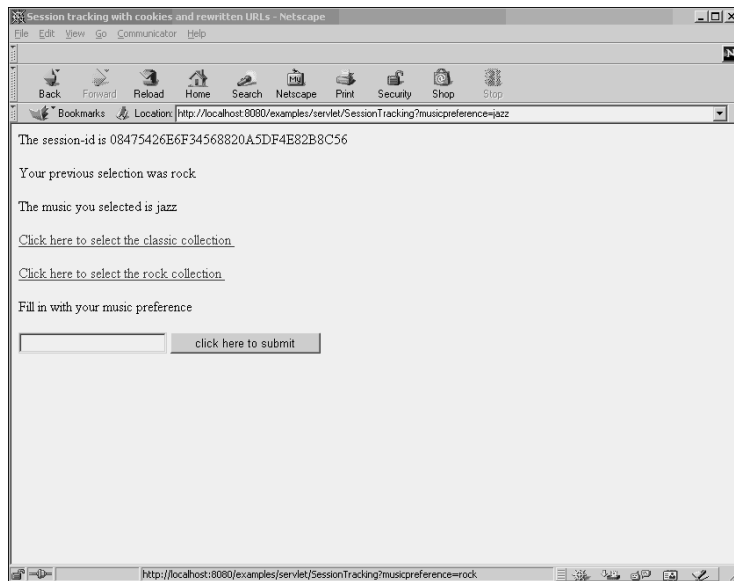 Session tracking with cookies and rewritten URLs - Netscape
File Edit View Go Communicator Help
N
My
Back Forward Reload Home Search Netscape Print Security Shop Stop
Bookmarks Location: http://localhost:8080/examples/servlet/SessionTracking?musicpreference=jazz
The session-id is 08475426E6F34568820A5DF4E82B8C56
Your previous selection was rock
The music you selected is jazz
Click here to select the classic collection
Click here to select the rock collection
Fill in with your music preference
click here to submit
http://localhost:8080/examples/servlet/SessionTracking?musicpreference=rock